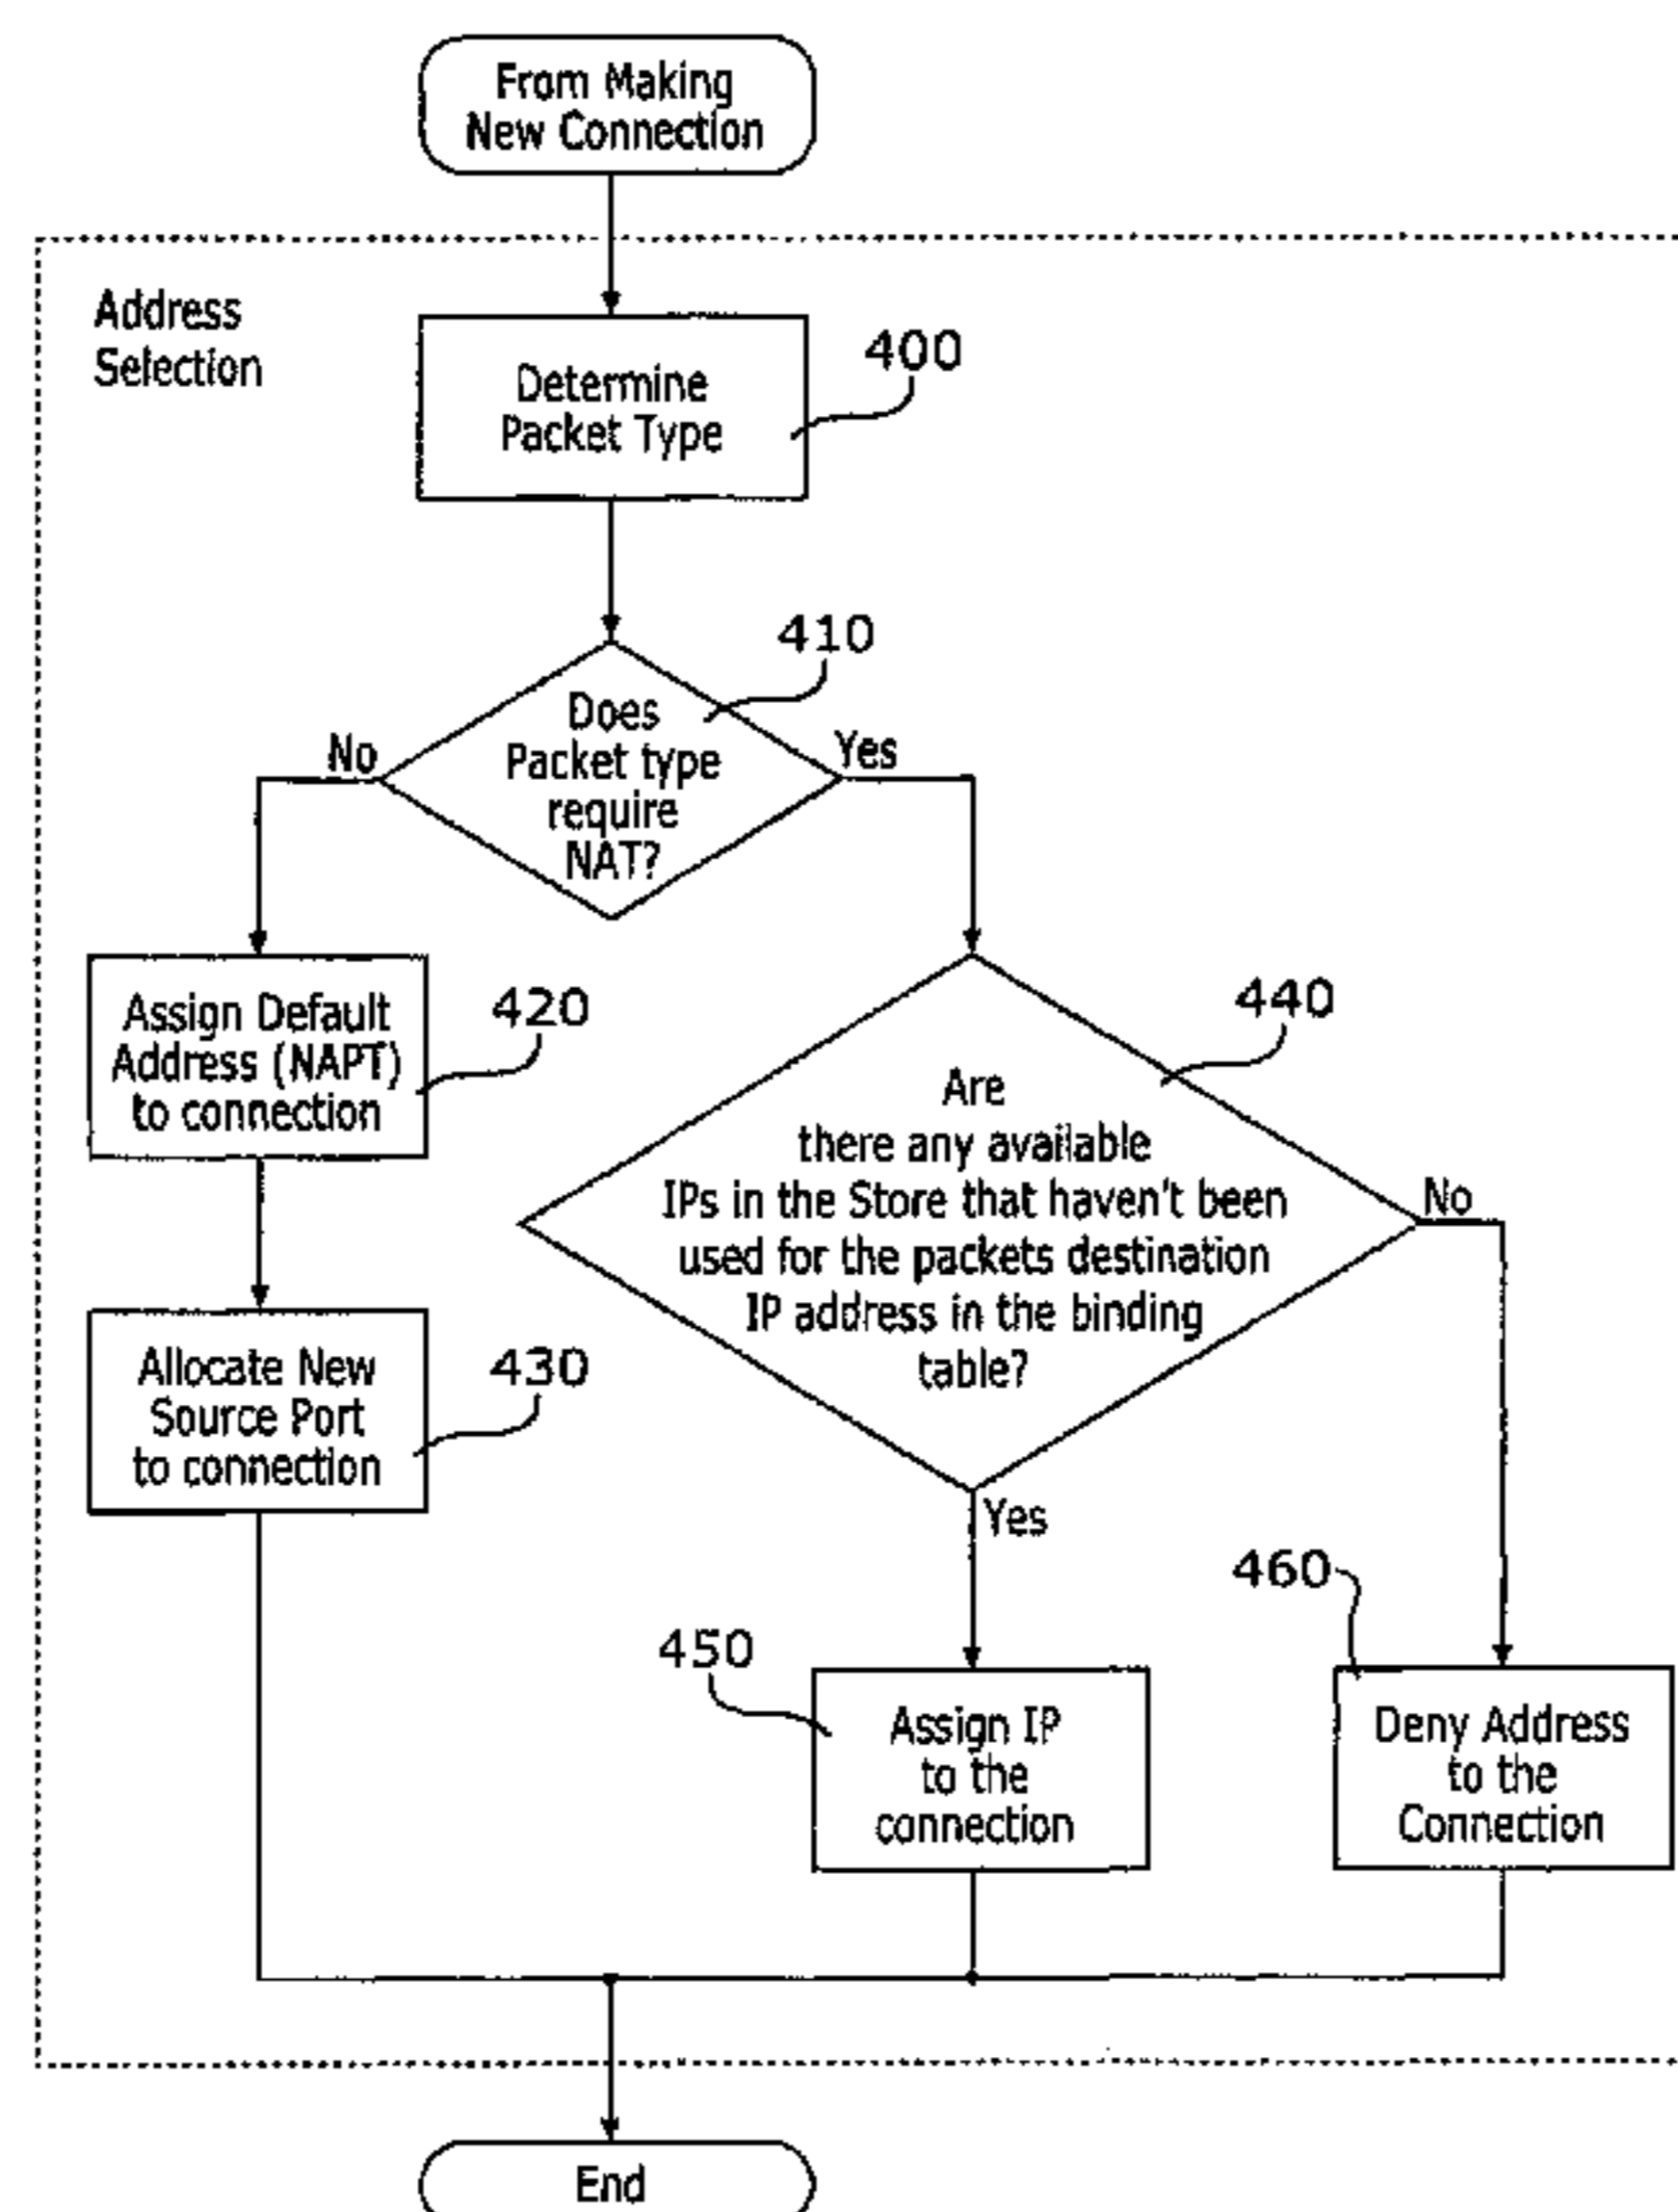 From Making
New Connection
Address
Selection
400
Determine
Packet Type
410
Does
Packet type
require
NAT?
No
Yes
Assign Default
Address (NAPT)
to connection
420
440
Are
there any available
IPs in the Store that haven't been
used for the packets destination
IP address in the binding
table?
No
Yes
Allocate New
Source Port
to connection
430
450
Assign IP
to the
connection
460
Deny Address
to the
Connection
End